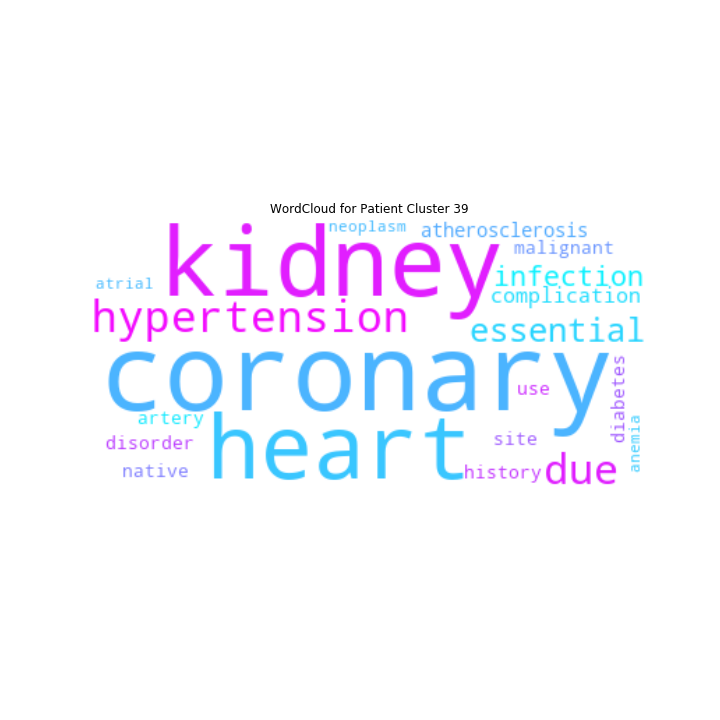 WordCloud for Patient Cluster 39
neoplasm
atherosclerosis
kidney
malignant
atrial
infection
complication
hypertension
essential
coronary
use
diabetes
artery
heart
anemia
disorder
site
native
history
due